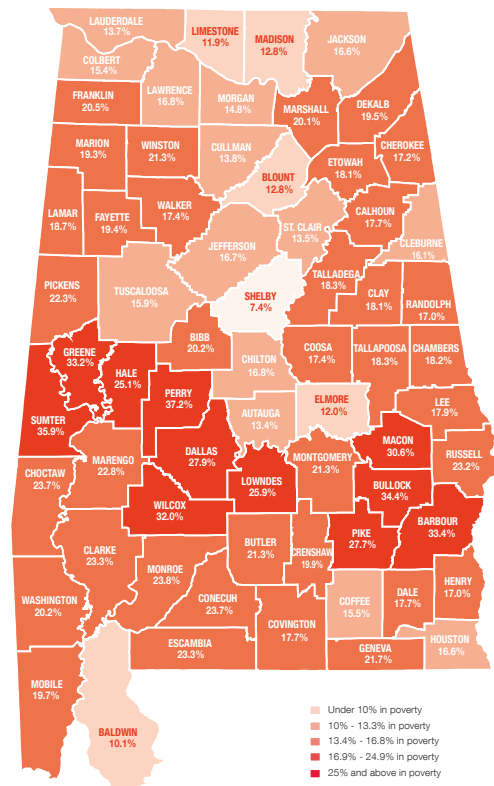 LAUDERDALE
13.7%
LIMESTONE
11.9%
MADISON
12.8%
JACKSON
16.6%
COLBERT
15.4%
FRANKLIN
20.5%
LAWRENCE
16.8%
MORGAN
14.8%
MARSHALL
20.1%
DEKALB
19.5%
MARION
19.3%
WINSTON
21.3%
CULLMAN
13.8%
BLOUNT
12.8%
ETOWAH
18.1%
CHEROKEE
17.2%
LAMAR
18.7%
FAYETTE
19.4%
WALKER
17.4%
JEFFERSON
16.7%
ST. CLAIR
13.5%
CALHOUN
17.7%
CLEBURNE
16.1%
PICKENS
22.3%
TUSCALOOSA
15.9%
SHELBY
7.4%
TALLADEGA
18.3%
CLAY
18.1%
RANDOLPH
17.0%
GREENE
33.2%
HALE
25.1%
BIBB
20.2%
CHILTON
16.8%
COOSA
17.4%
TALLAPOOSA
18.3%
CHAMBERS
18.2%
SUMTER
35.9%
PERRY
37.2%
AUTAUGA
13.4%
ELMORE
12.0%
LEE
17.9%
MACON
30.6%
RUSSELL
23.2%
CHOCTAW
23.7%
MARENGO
22.8%
DALLAS
27.9%
LOWNDES
25.9%
MONTGOMERY
21.3%
BULLOCK
34.4%
WILCOX
32.0%
BUTLER
21.3%
CRENSHAW
19.9%
PIKE
27.7%
BARBOUR
33.4%
CLARKE
23.3%
MONROE
23.8%
CONECUH
23.7%
COVINGTON
17.7%
COFFEE
15.5%
DALE
17.7%
HENRY
17.0%
WASHINGTON
20.2%
ESCAMBIA
23.3%
GENEVA
21.7%
HOUSTON
16.6%
MOBILE
19.7%
BALDWIN
10.1%
Under 10% in poverty
10% - 13.3% in poverty
13.4% - 16.8% in poverty
16.9% - 24.9% in poverty
25% and above in poverty